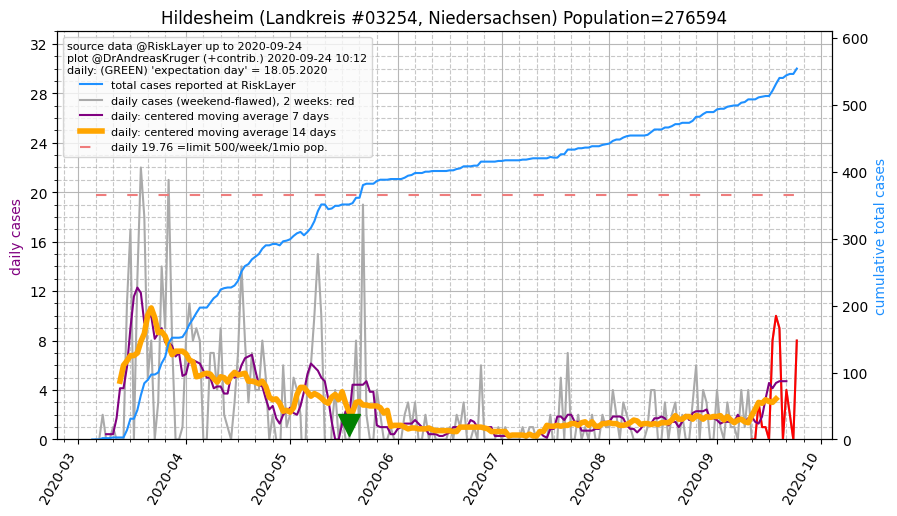 Hildesheim (Landkreis #03254, Niedersachsen) Population=276594
source data @RiskLayer up to 2020-09-24
plot @DrAndreasKruger (+contrib.) 2020-09-24 10:12
daily: (GREEN) 'expectation day' = 18.05.2020
total cases reported at RiskLayer
daily cases (weekend-flawed), 2 weeks: red
daily: centered moving average 7 days
daily: centered moving average 14 days
daily 19.76 =limit 500/week/1mio pop.
daily cases
32
28
24
20
16
12
8
4
0
cumulative total cases
600
500
400
300
200
100
0
2020-03
2020-04
2020-05
2020-06
2020-07
2020-08
2020-09
2020-10